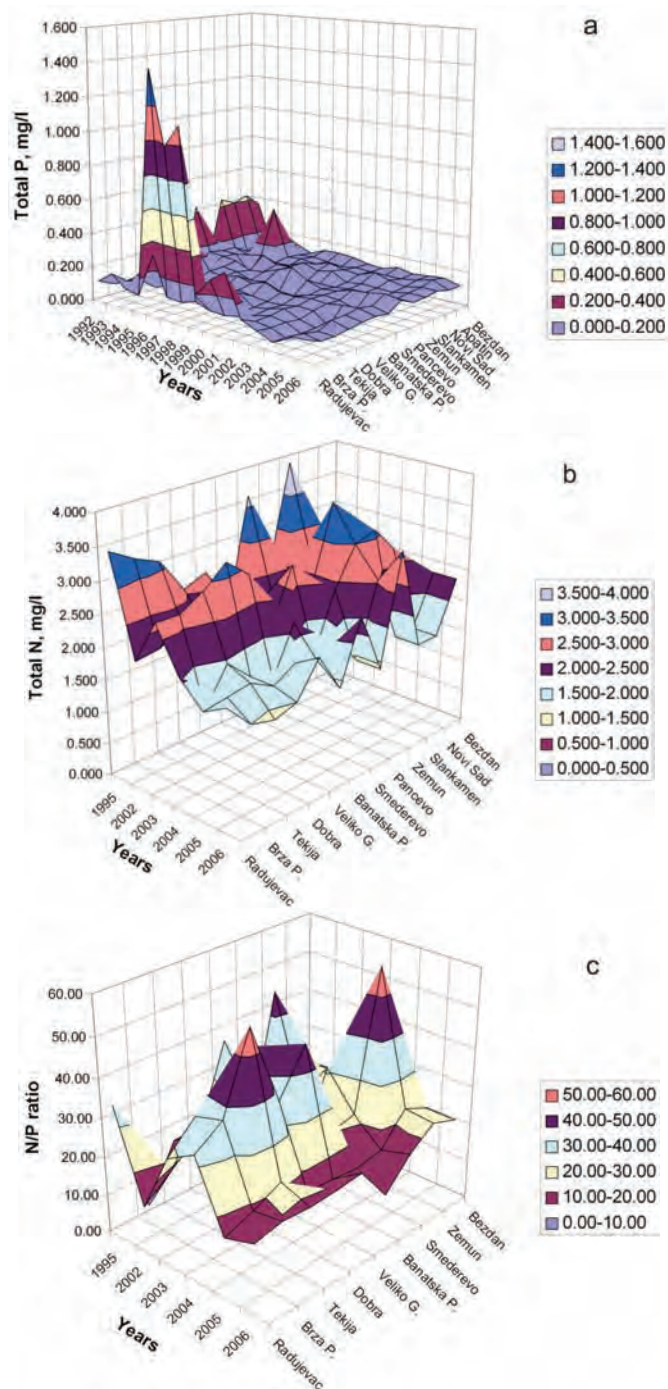 a
Total P, mg/l
1.600
1.400
1.200
1.000
0.800
0.600
0.400
0.200
0.000
1992
1993
1994
1995
1996
1997
1998
1999
2000
2001
2002
2003
2004
2005
2006
Years
Radujevac
Brza P.
Tekija
Dobra
Veliko G.
Banatska P.
Smederevo
Pancevo
Zemun
Slankamen
Novi Sad
Apatin
Bezdan
1.400-1.600
1.200-1.400
1.000-1.200
0.800-1.000
0.600-0.800
0.400-0.600
0.200-0.400
0.000-0.200
b
Total N, mg/l
4.000
3.500
3.000
2.500
2.000
1.500
1.000
0.500
0.000
1995
2002
2003
2004
2005
2006
Years
Radujevac
Brza P.
Tekija
Dobra
Veliko G.
Banatska P.
Smederevo
Pancevo
Zemun
Slankamen
Novi Sad
Bezdan
3.500-4.000
3.000-3.500
2.500-3.000
2.000-2.500
1.500-2.000
1.000-1.500
0.500-1.000
0.000-0.500
c
N/P ratio
60.00
50.00
40.00
30.00
20.00
10.00
0.00
1995
2002
2003
2004
2005
2006
Years
Radujevac
Brza P.
Tekija
Dobra
Veliko G.
Banatska P.
Smederevo
Zemun
Bezdan
50.00-60.00
40.00-50.00
30.00-40.00
20.00-30.00
10.00-20.00
0.00-10.00